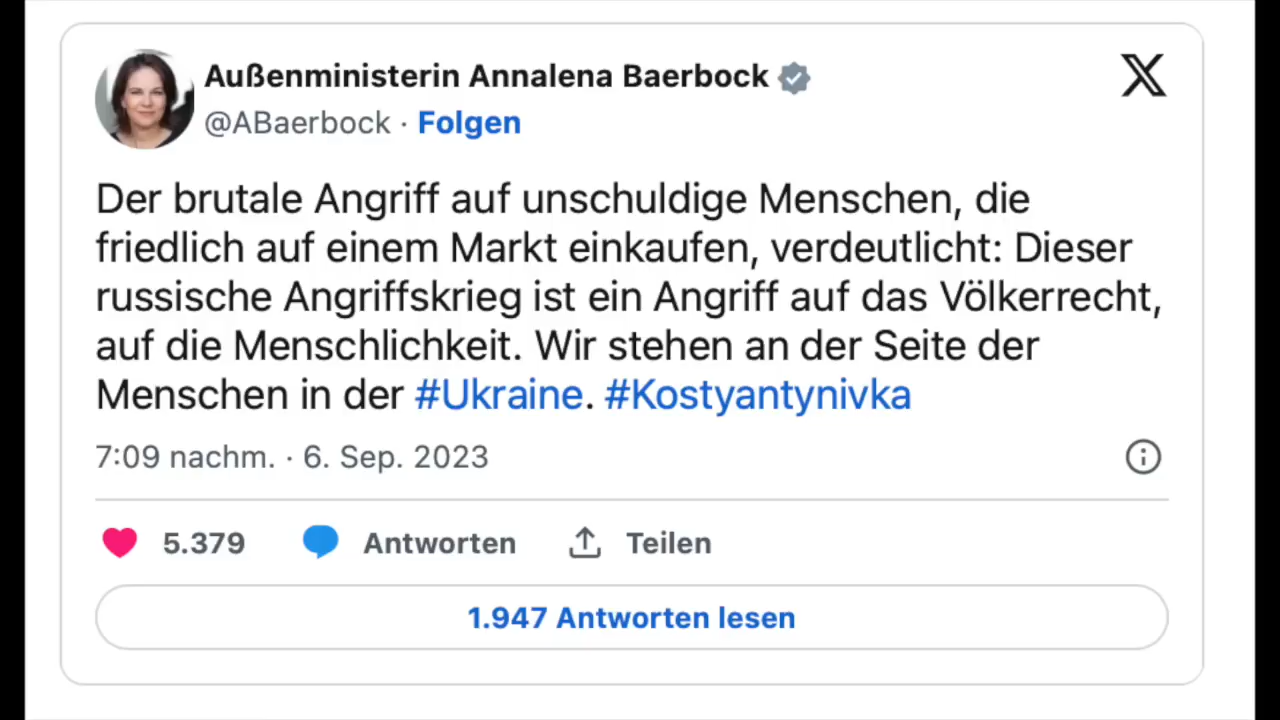 Außenministerin Annalena Baerbock
@ABaerbock · Folgen
Der brutale Angriff auf unschuldige Menschen, die
friedlich auf einem Markt einkaufen, verdeutlicht: Dieser
russische Angriffskrieg ist ein Angriff auf das Völkerrecht,
auf die Menschlichkeit. Wir stehen an der Seite der
Menschen in der #Ukraine. #Kostyantynivka
7:09 nachm. · 6. Sep. 2023
5.379 Antworten Teilen
1.947 Antworten lesen